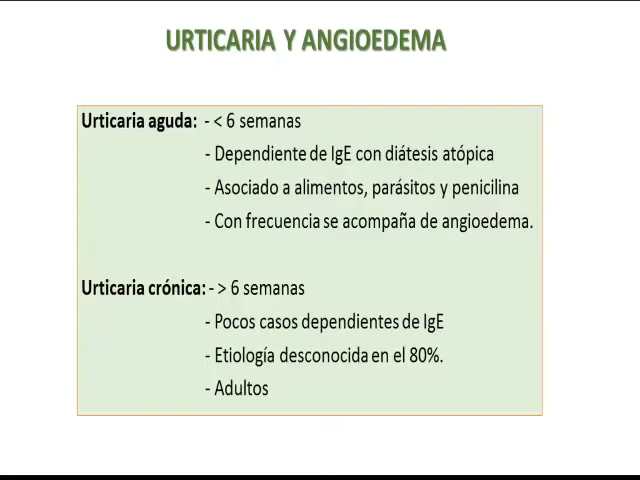 URTICARIA Y ANGIOEDEMA
Urticaria aguda: - < 6 semanas
- Dependiente de IgE con diátesis atópica
- Asociado a alimentos, parásitos y penicilina
- Con frecuencia se acompaña de angioedema.
Urticaria crónica: - > 6 semanas
- Pocos casos dependientes de IgE
- Etiología desconocida en el 80%.
- Adultos